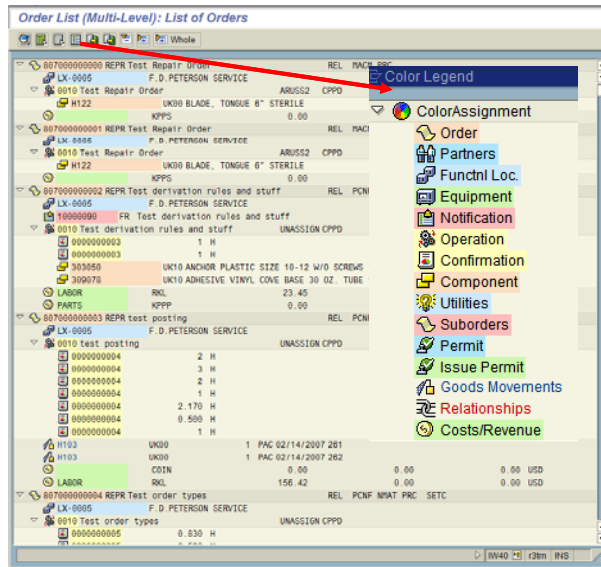 Order List (Multi-Level): List of Orders
Whole
807000000000 REPR Test Repair Order REL MACM PRC
LX-0005 F.D.PETERSON SERVICE
0010 Test Repair Order ARUSS2 CPPD
H122 UK00 BLADE, TONGUE 6" STERILE
KPPS 0.00
807000000001 REPR Test Repair Order REL MACM
LX-0005 F.D.PETERSON SERVICE
0010 Test Repair Order ARUSS2 CPPD
H122 UK00 BLADE, TONGUE 6" STERILE
KPPS 0.00
807000000002 REPR Test derivation rules and stuff REL PCNF
LX-0005 F.D.PETERSON SERVICE
10000090 FR Test derivation rules and stuff
0010 Test derivation rules and stuff UNASSIGN CPPD
0000000003 1 H
0000000003 1 H
303050 UK10 ANCHOR PLASTIC SIZE 10-12 W/O SCREWS
309078 UK10 ADHESIVE VINYL COVE BASE 30 OZ. TUBE
LABOR RKL 23.45
PARTS KPPP 0.00
807000000003 REPR test posting REL PCNF
LX-0005 F.D.PETERSON SERVICE
0010 test posting UNASSIGN CPPD
0000000004 2 H
0000000004 3 H
0000000004 2 H
0000000004 1 H
0000000004 2.170 H
0000000004 0.500 H
0000000004 1 H
H103 UK00 1 PAC 02/14/2007 261
H103 UK00 1 PAC 02/14/2007 262
COIN 0.00 0.00 0.00 USD
LABOR RKL 156.42 0.00 0.00 USD
807000000004 REPR Test order types REL PCNF NMAT PRC SETC
LX-0005 F.D.PETERSON SERVICE
0010 Test order types UNASSIGN CPPD
0000000005 0.830 H
Color Legend
ColorAssignment
Order
Partners
Functnl Loc.
Equipment
Notification
Operation
Confirmation
Component
Utilities
Suborders
Permit
Issue Permit
Goods Movements
Relationships
Costs/Revenue
IW40 r3tm INS